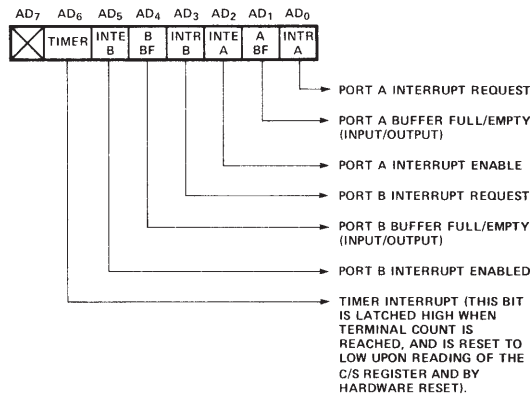 AD7 AD6 AD5 AD4 AD3 AD2 AD1 AD0
TIMER INTE B B BF INTR B INTE A A BF INTR A
PORT A INTERRUPT REQUEST
PORT A BUFFER FULL/EMPTY
(INPUT/OUTPUT)
PORT A INTERRUPT ENABLE
PORT B INTERRUPT REQUEST
PORT B BUFFER FULL/EMPTY
(INPUT/OUTPUT)
PORT B INTERRUPT ENABLED
TIMER INTERRUPT (THIS BIT
IS LATCHED HIGH WHEN
TERMINAL COUNT IS
REACHED, AND IS RESET TO
LOW UPON READING OF THE
C/S REGISTER AND BY
HARDWARE RESET).